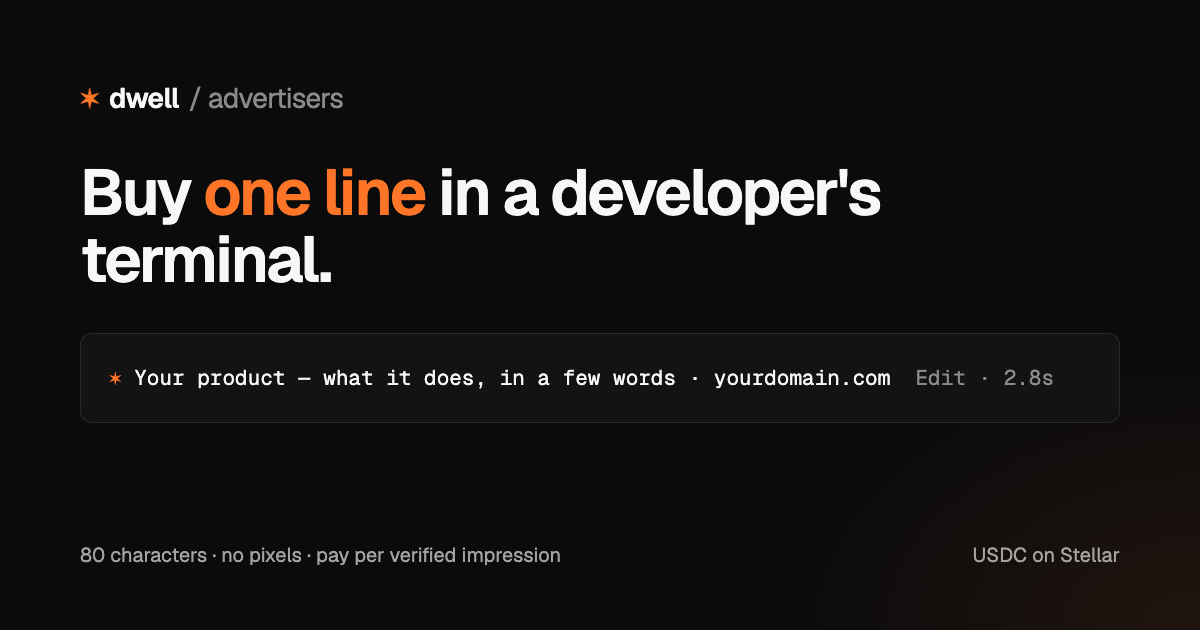 ✶ dwell / advertisers
Buy one line in a developer's
terminal.
✶ Your product — what it does, in a few words · yourdomain.com Edit · 2.8s
80 characters · no pixels · pay per verified impression
USDC on Stellar